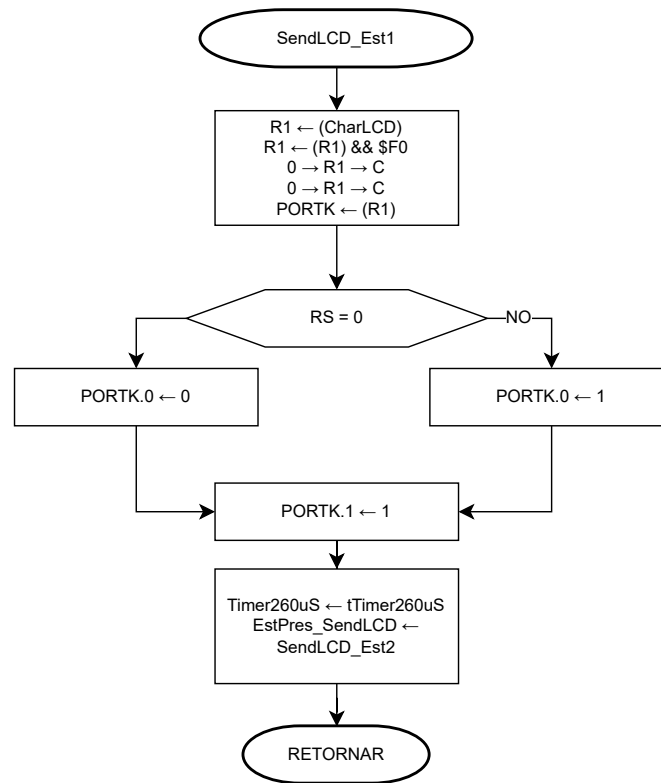 SendLCD_Est1
R1 ← (CharLCD)
R1 ← (R1) && $F0
0 → R1 → C
0 → R1 → C
PORTK ← (R1)
RS = 0
NO
PORTK.0 ← 0
PORTK.0 ← 1
PORTK.1 ← 1
Timer260uS ← tTimer260uS
EstPres_SendLCD ←
SendLCD_Est2
RETORNAR